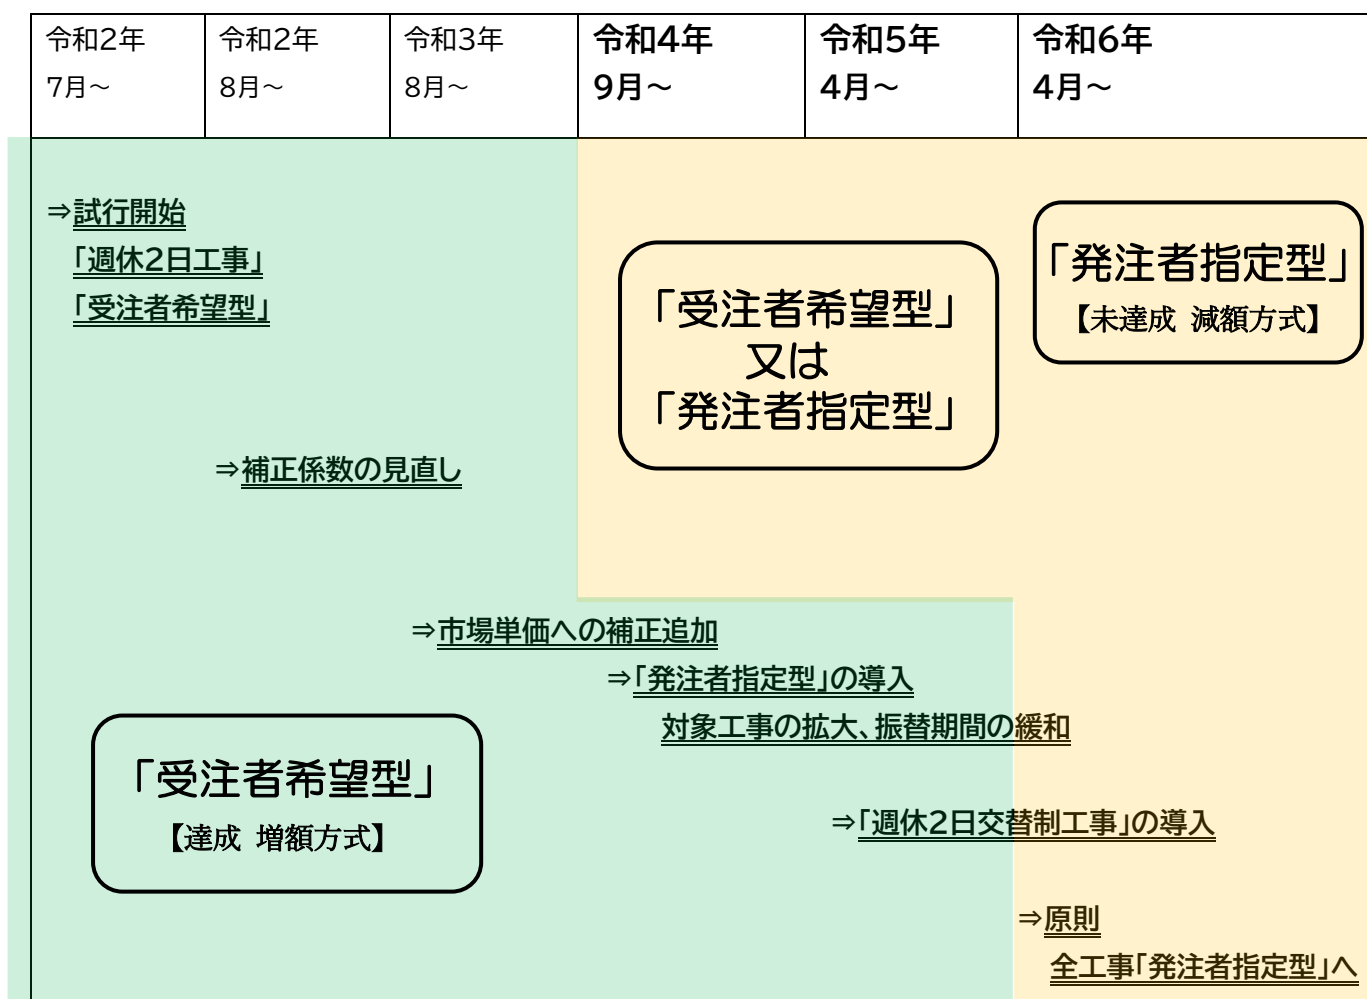 令和2年
7月～
令和2年
8月～
令和3年
8月～
令和4年
9月～
令和5年
4月～
令和6年
4月～
⇒試行開始
「週休2日工事」
「受注者希望型」
「受注者希望型」
又は
「発注者指定型」
「発注者指定型」
【未達成 減額方式】
⇒補正係数の見直し
⇒市場単価への補正追加
⇒「発注者指定型」の導入
対象工事の拡大、振替期間の緩和
「受注者希望型」
【達成 増額方式】
⇒「週休2日交替制工事」の導入
⇒原則
全工事「発注者指定型」へ